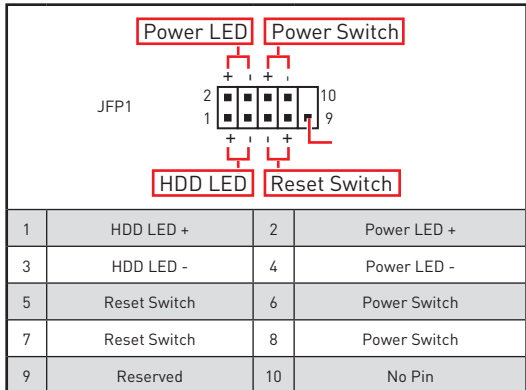 Power LED Power Switch
+ - + -
JFP1
2 10
1 9
+ - - +
HDD LED Reset Switch
1 HDD LED + 2 Power LED +
3 HDD LED - 4 Power LED -
5 Reset Switch 6 Power Switch
7 Reset Switch 8 Power Switch
9 Reserved 10 No Pin